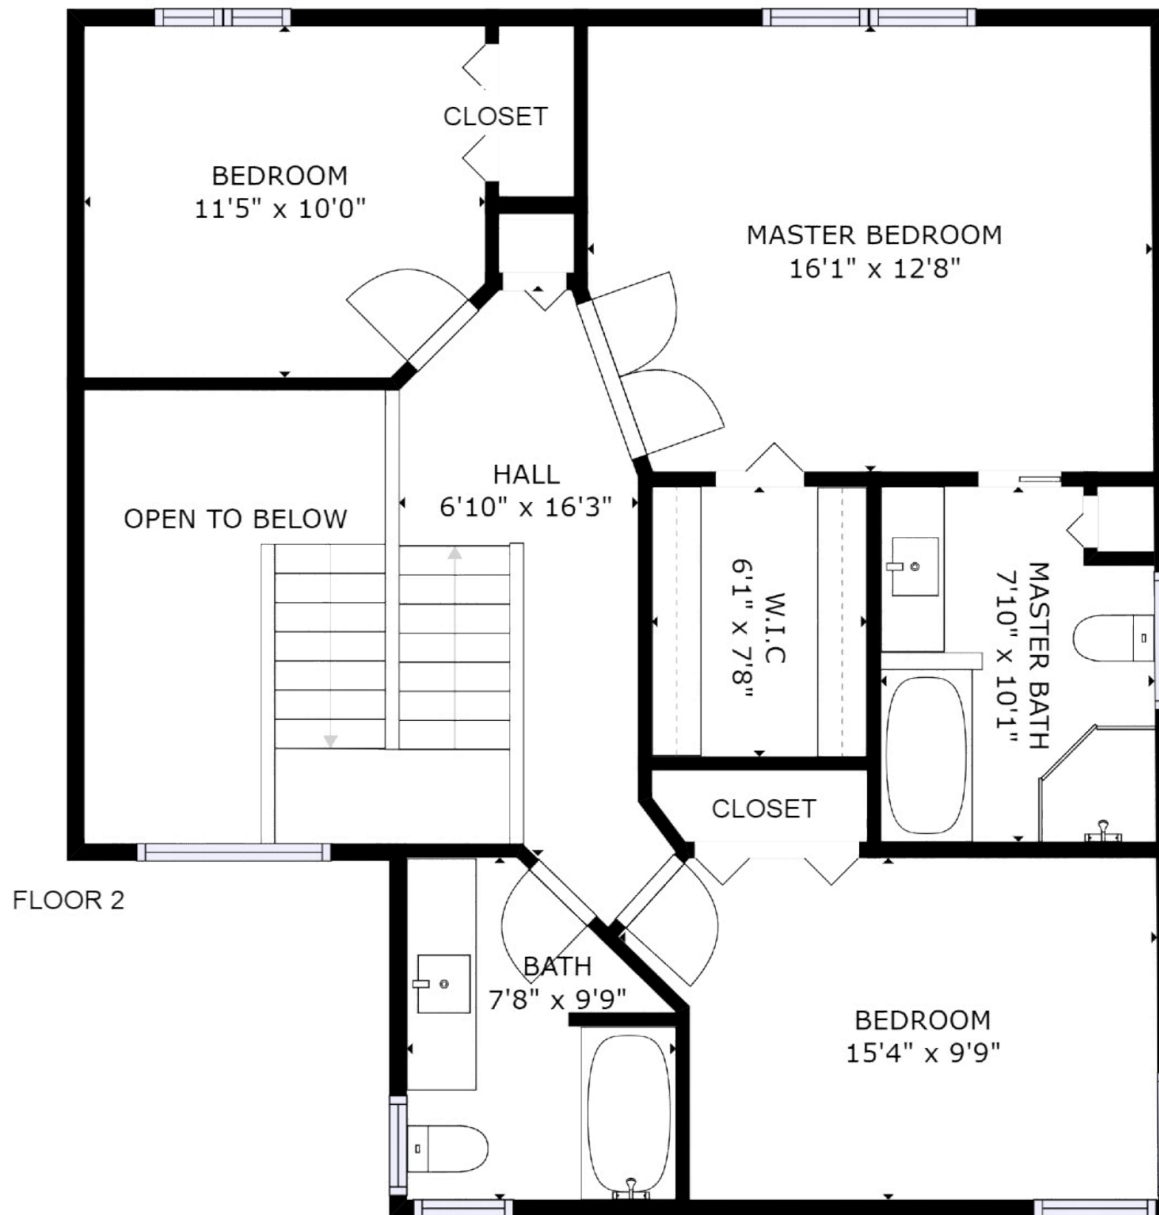 CLOSET
BEDROOM
11'5" x 10'0"
MASTER BEDROOM
16'1" x 12'8"
HALL
6'10" x 16'3"
OPEN TO BELOW
W.I.C
6'1" x 7'8"
MASTER BATH
7'10" x 10'1"
CLOSET
FLOOR 2
BATH
7'8" x 9'9"
BEDROOM
15'4" x 9'9"